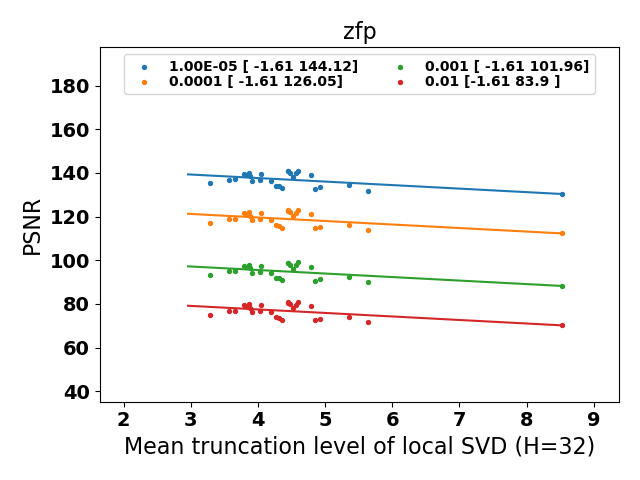 zfp
1.00E-05 [ -1.61 144.12]
0.0001 [ -1.61 126.05]
0.001 [ -1.61 101.96]
0.01 [-1.61 83.9 ]
PSNR
180
160
140
120
100
80
60
40
2 3 4 5 6 7 8 9
Mean truncation level of local SVD (H=32)